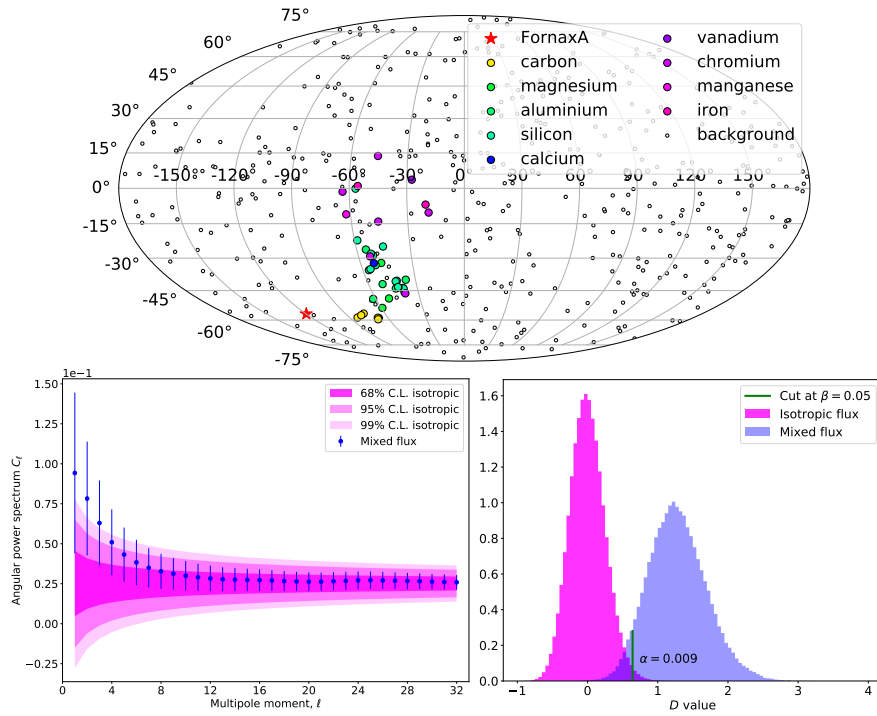 75°
60°
45°
30°
15°
0°
-15°
-30°
-45°
-60°
-75°
-150° -120° -90° -60° -30° 0° 30° 60° 90° 120° 150°
FornaxA
carbon
magnesium
aluminium
silicon
calcium
vanadium
chromium
manganese
iron
background
1e−1
1.50
1.25
1.00
0.75
0.50
0.25
0.00
−0.25
0 4 8 12 16 20 24 28 32
Multipole moment, ℓ
Angular power spectrum Cℓ
68% C.L. isotropic
95% C.L. isotropic
99% C.L. isotropic
Mixed flux
1.6
1.4
1.2
1.0
0.8
0.6
0.4
0.2
0.0
−1 0 1 2 3 4
D value
Cut at β = 0.05
Isotropic flux
Mixed flux
α = 0.009